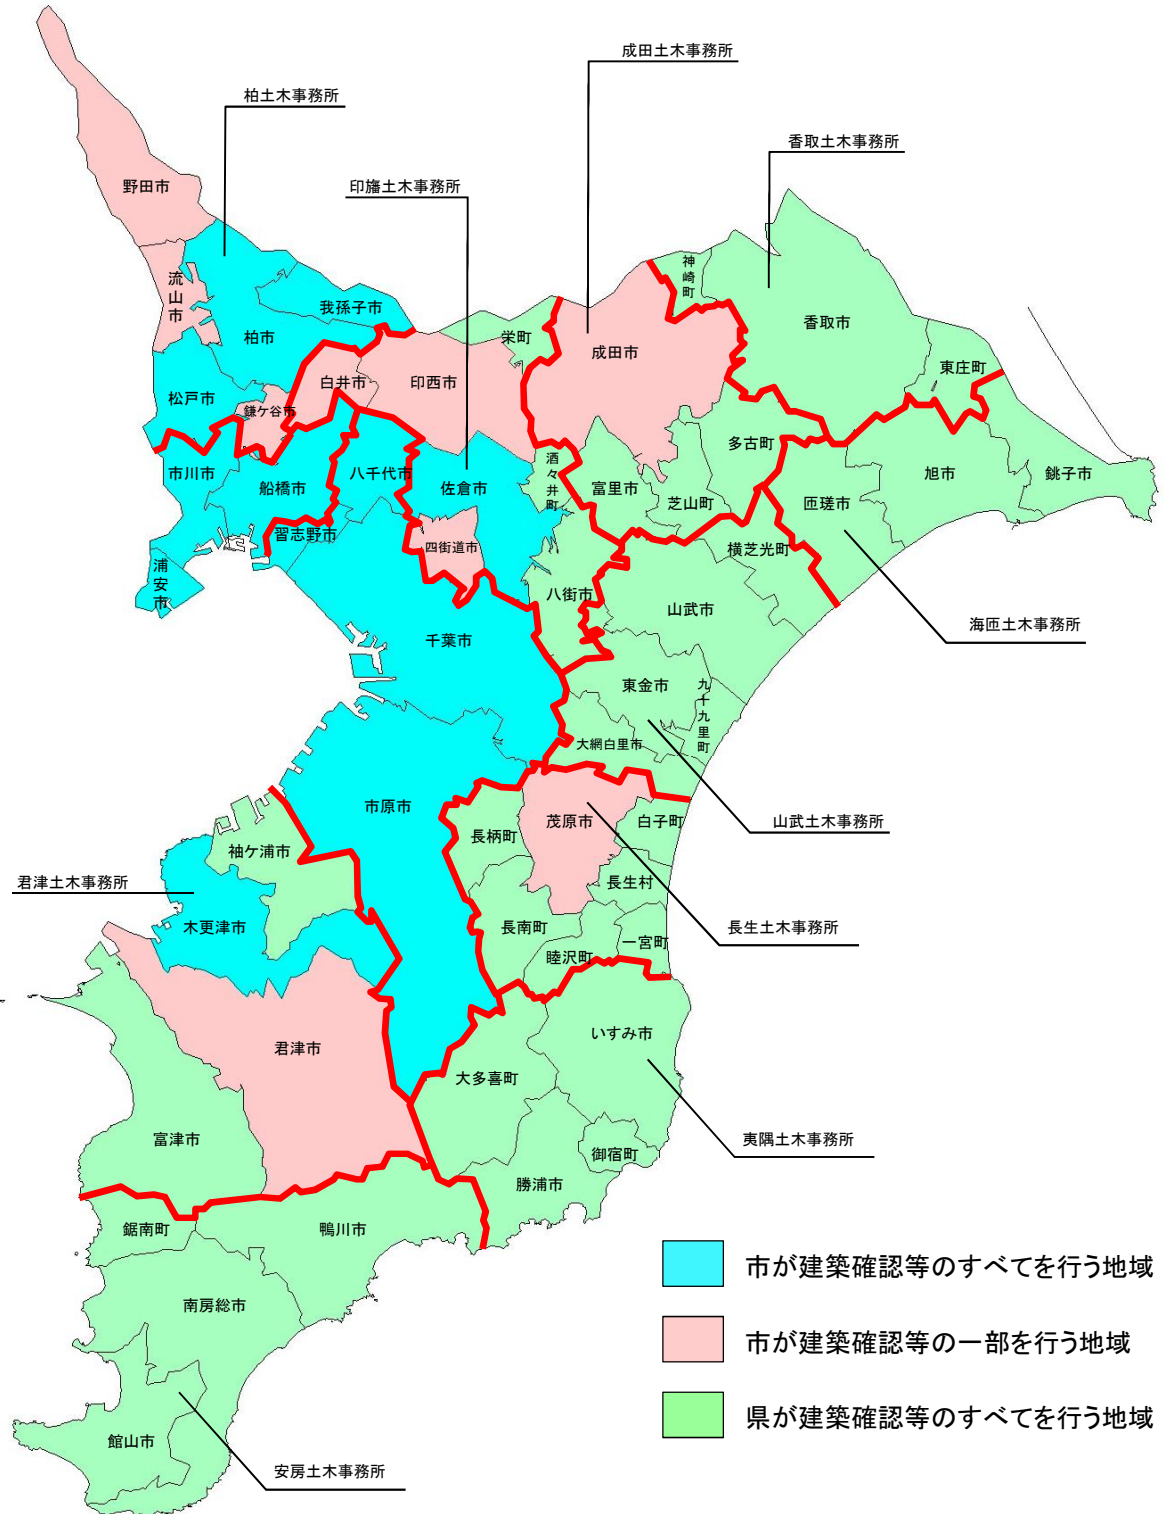 成田土木事務所
柏土木事務所
香取土木事務所
印旛土木事務所
野田市
流山市
我孫子市
柏市
神崎町
香取市
栄町
成田市
東庄町
白井市
印西市
松戸市
鎌ケ谷市
多古町
市川市
船橋市
八千代市
佐倉市
酒々井町
富里市
芝山町
匝瑳市
旭市
銚子市
習志野市
四街道市
横芝光町
浦安市
八街市
山武市
海匝土木事務所
千葉市
東金市
九十九里町
大網白里市
市原市
茂原市
白子町
山武土木事務所
長柄町
袖ケ浦市
君津土木事務所
長生村
木更津市
長南町
一宮町
長生土木事務所
睦沢町
いすみ市
君津市
大多喜町
富津市
御宿町
夷隅土木事務所
勝浦市
鋸南町
鴨川市
市が建築確認等のすべてを行う地域
南房総市
市が建築確認等の一部を行う地域
県が建築確認等のすべてを行う地域
館山市
安房土木事務所